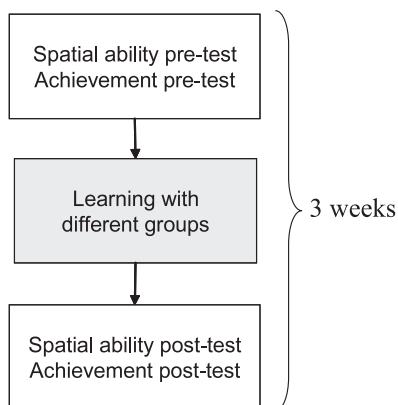 Spatial ability pre-test
Achievement pre-test
Learning with
different groups
3 weeks
Spatial ability post-test
Achievement post-test